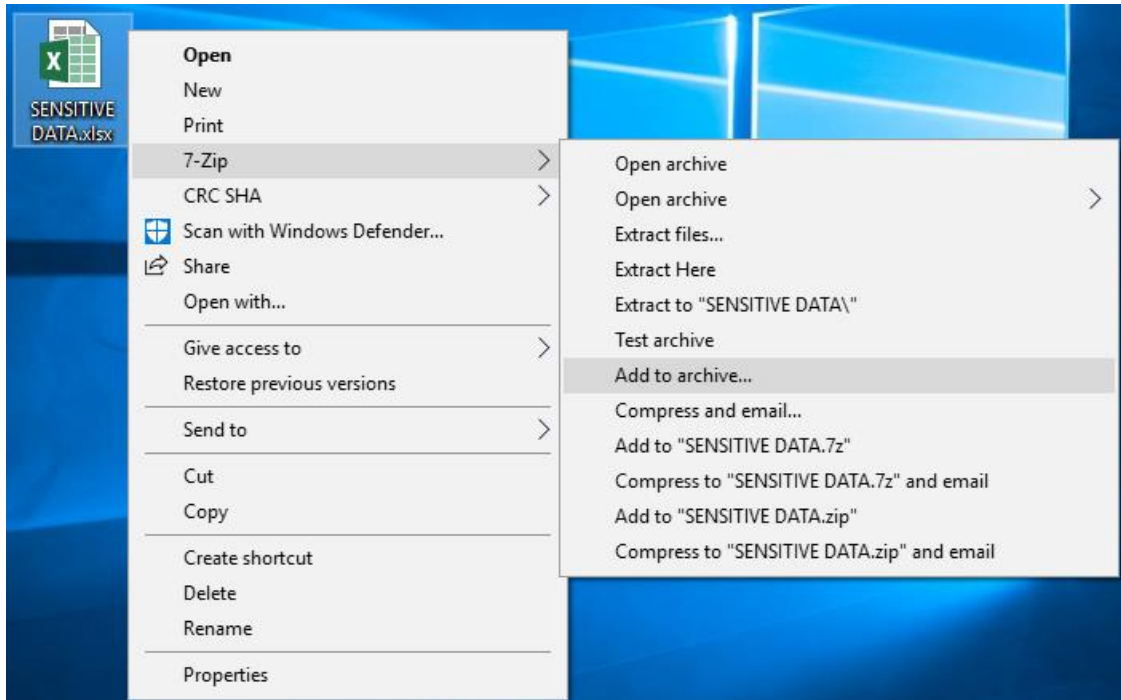 SENSITIVE
DATA.xlsx
Open
New
Print
7-Zip
CRC SHA
Scan with Windows Defender...
Share
Open with...
Give access to
Restore previous versions
Send to
Cut
Copy
Create shortcut
Delete
Rename
Properties
Open archive
Open archive
Extract files...
Extract Here
Extract to "SENSITIVE DATA\"
Test archive
Add to archive...
Compress and email...
Add to "SENSITIVE DATA.7z"
Compress to "SENSITIVE DATA.7z" and email
Add to "SENSITIVE DATA.zip"
Compress to "SENSITIVE DATA.zip" and email